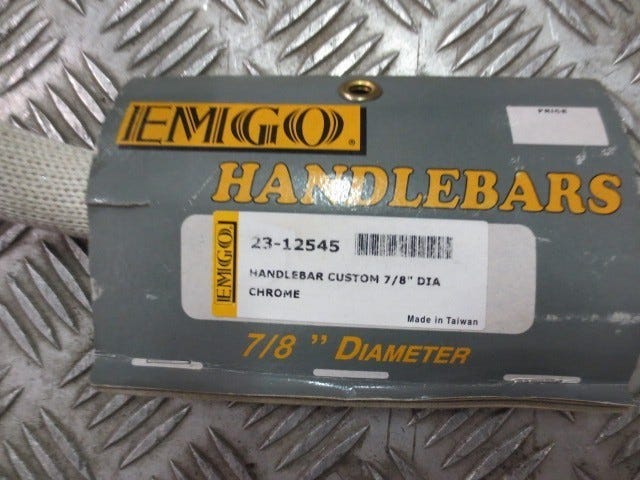 EMGO®
PRICE
HANDLEBARS
EMGO
23-12545
HANDLEBAR CUSTOM 7/8" DIA
CHROME
Made in Taiwan
7/8 " DIAMETER